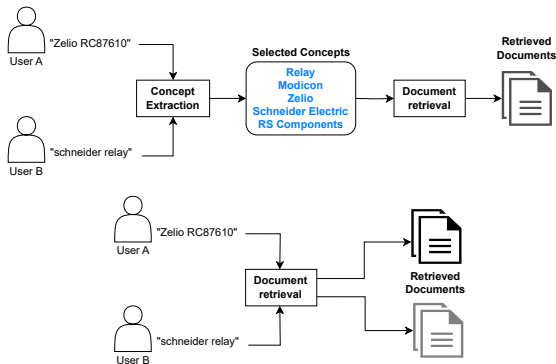 "Zelio RC87610"
User A
Concept
Extraction
"schneider relay"
User B
Selected Concepts
Relay
Modicon
Zelio
Schneider Electric
RS Components
Document
retrieval
Retrieved
Documents
"Zelio RC87610"
User A
Document
retrieval
"schneider relay"
User B
Retrieved
Documents